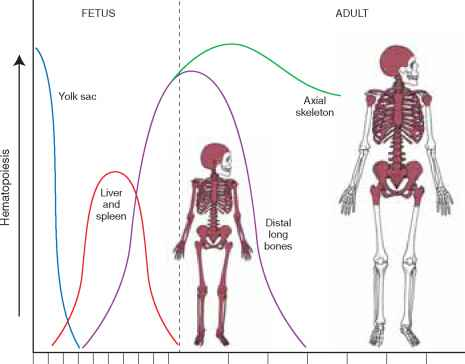 FETUS
ADULT
Yolk sac
Axial
skeleton
Liver
and
spleen
Distal
long
bones
Hematopoiesis